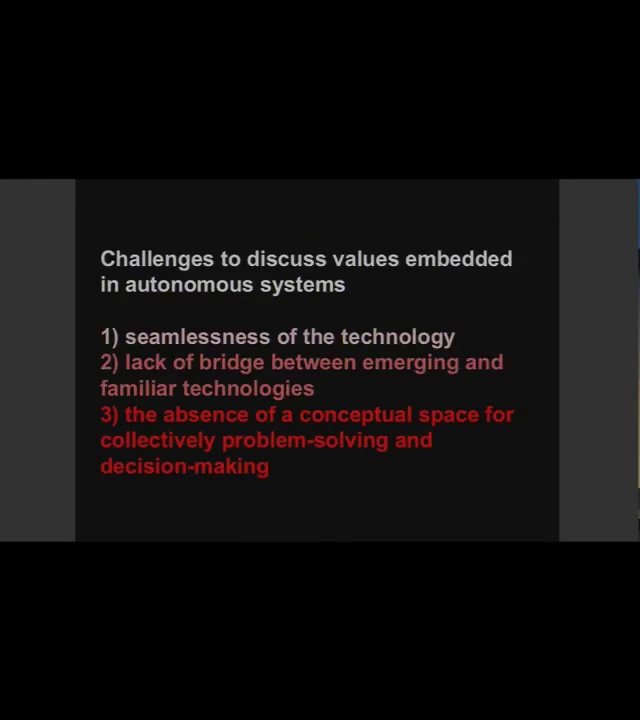 Challenges to discuss values embedded
in autonomous systems
1) seamlessness of the technology
2) lack of bridge between emerging and
familiar technologies
3) the absence of a conceptual space for
collectively problem-solving and
decision-making